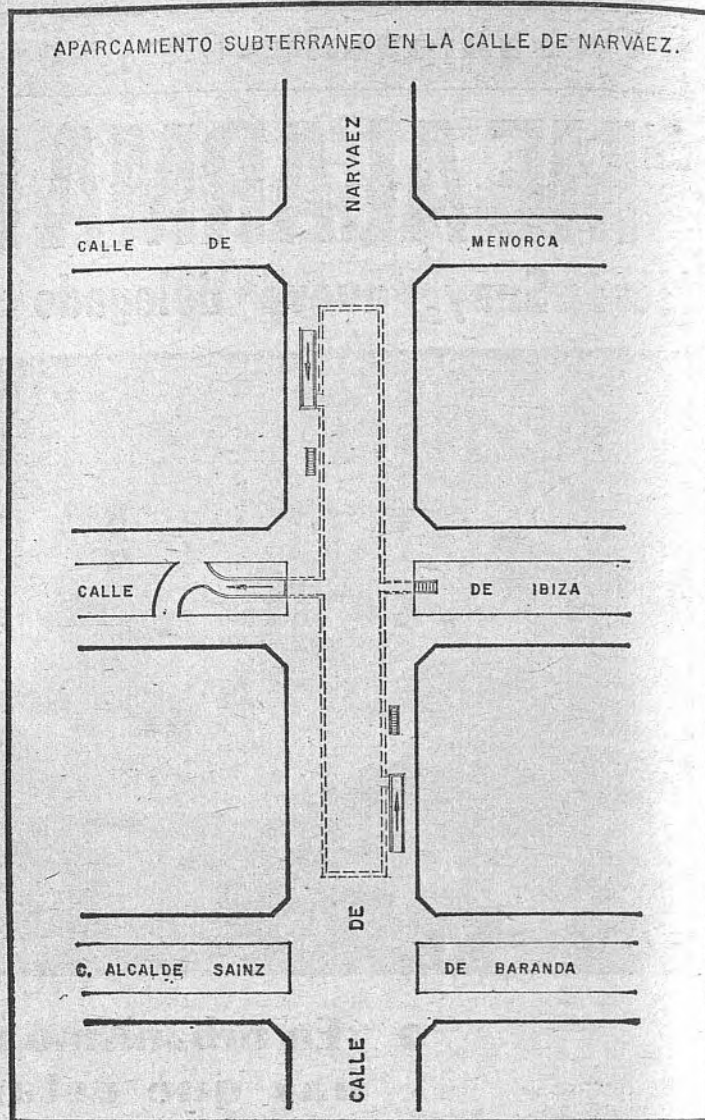 APARCAMIENTO SUBTERRANEO EN LA CALLE DE NARVAEZ.
NARVAEZ
CALLE DE MENORCA
CALLE DE IBIZA
DE
C. ALCALDE SAINZ DE BARANDA
CALLE